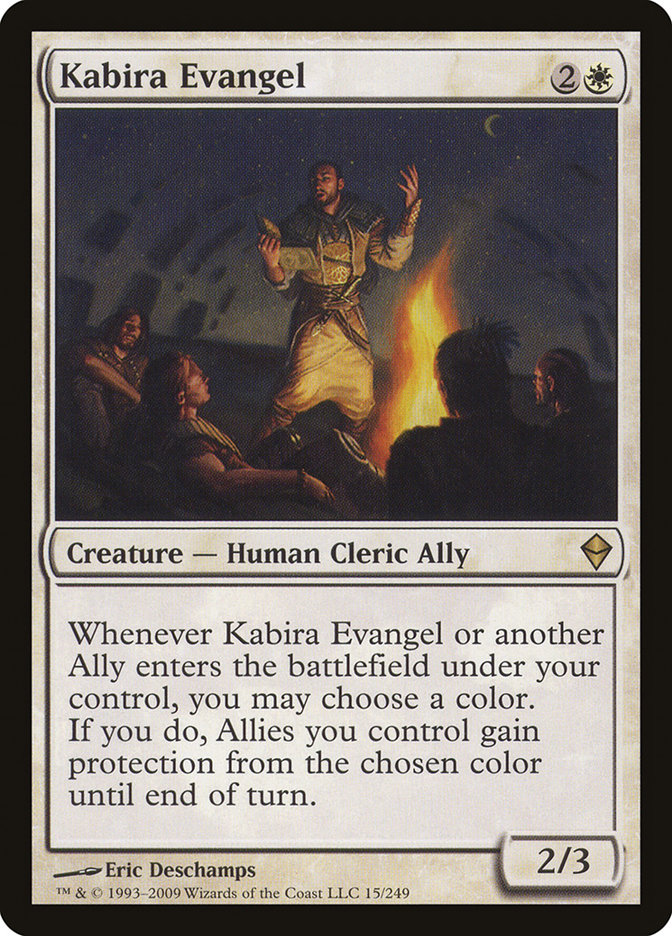 Kabira Evangel 2
Creature — Human Cleric Ally
Whenever Kabira Evangel or another
Ally enters the battlefield under your
control, you may choose a color.
If you do, Allies you control gain
protection from the chosen color
until end of turn.
2/3
Eric Deschamps
™ & © 1993–2009 Wizards of the Coast LLC 15/249